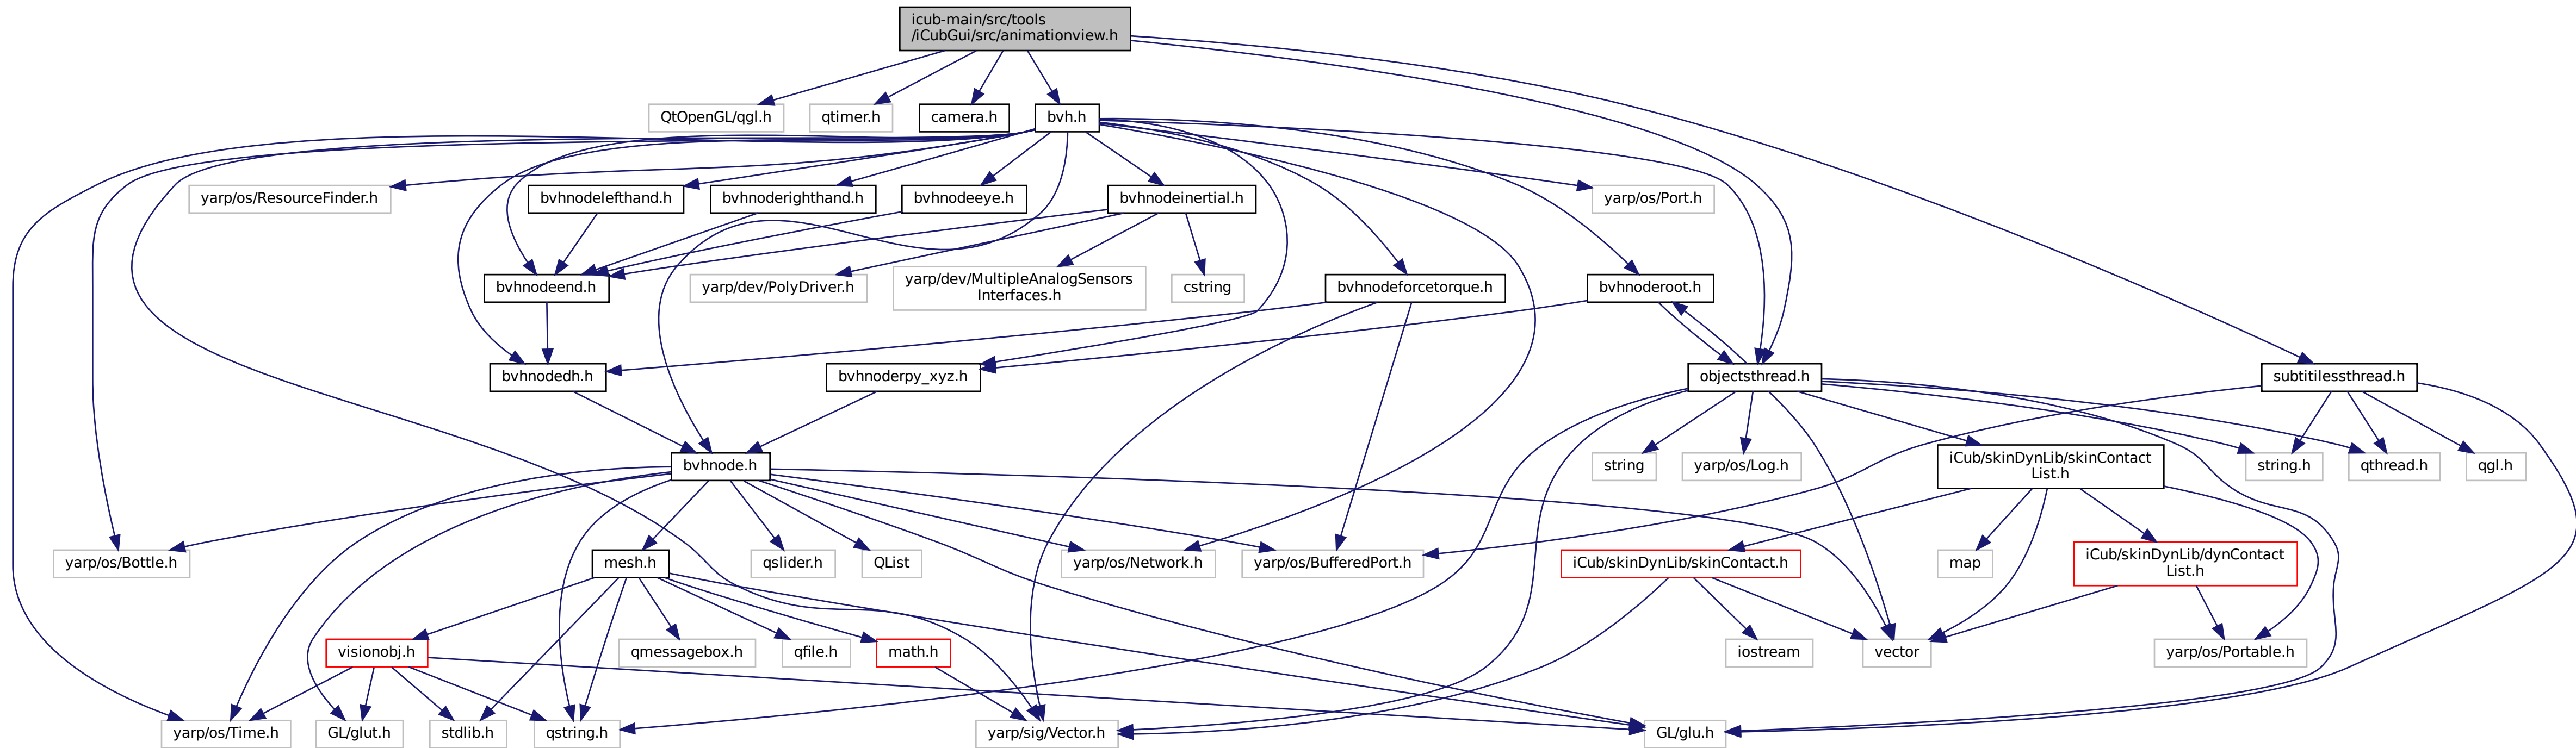 icub-main/src/tools
/iCubGui/src/animationview.h
QtOpenGL/qgl.h
qtimer.h
camera.h
bvh.h
yarp/os/ResourceFinder.h
bvhnodelefthand.h
bvhnoderighthand.h
bvhnodeeye.h
bvhnodeinertial.h
yarp/os/Port.h
bvhnodeend.h
yarp/dev/PolyDriver.h
yarp/dev/MultipleAnalogSensors
Interfaces.h
cstring
bvhnodeforcetorque.h
bvhnoderoot.h
bvhnodedh.h
bvhnoderpy_xyz.h
objectsthread.h
subtitilessthread.h
bvhnode.h
string
yarp/os/Log.h
iCub/skinDynLib/skinContact
List.h
string.h
qthread.h
qgl.h
yarp/os/Bottle.h
mesh.h
qslider.h
QList
yarp/os/Network.h
yarp/os/BufferedPort.h
iCub/skinDynLib/skinContact.h
map
iCub/skinDynLib/dynContact
List.h
visionobj.h
qmessagebox.h
qfile.h
math.h
iostream
vector
yarp/os/Portable.h
yarp/os/Time.h
GL/glut.h
stdlib.h
qstring.h
yarp/sig/Vector.h
GL/glu.h